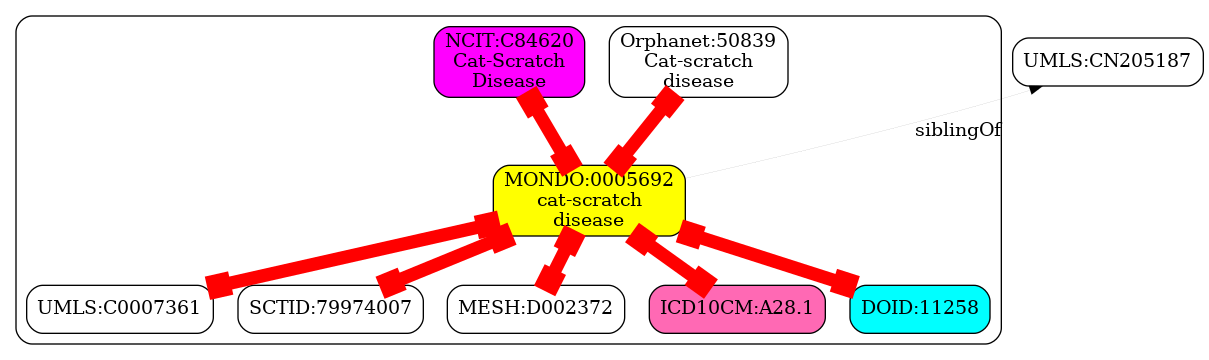 NCIT:C84620
Cat-Scratch
Disease
Orphanet:50839
Cat-scratch
disease
UMLS:CN205187
siblingOf
MONDO:0005692
cat-scratch
disease
UMLS:C0007361
SCTID:79974007
MESH:D002372
ICD10CM:A28.1
DOID:11258